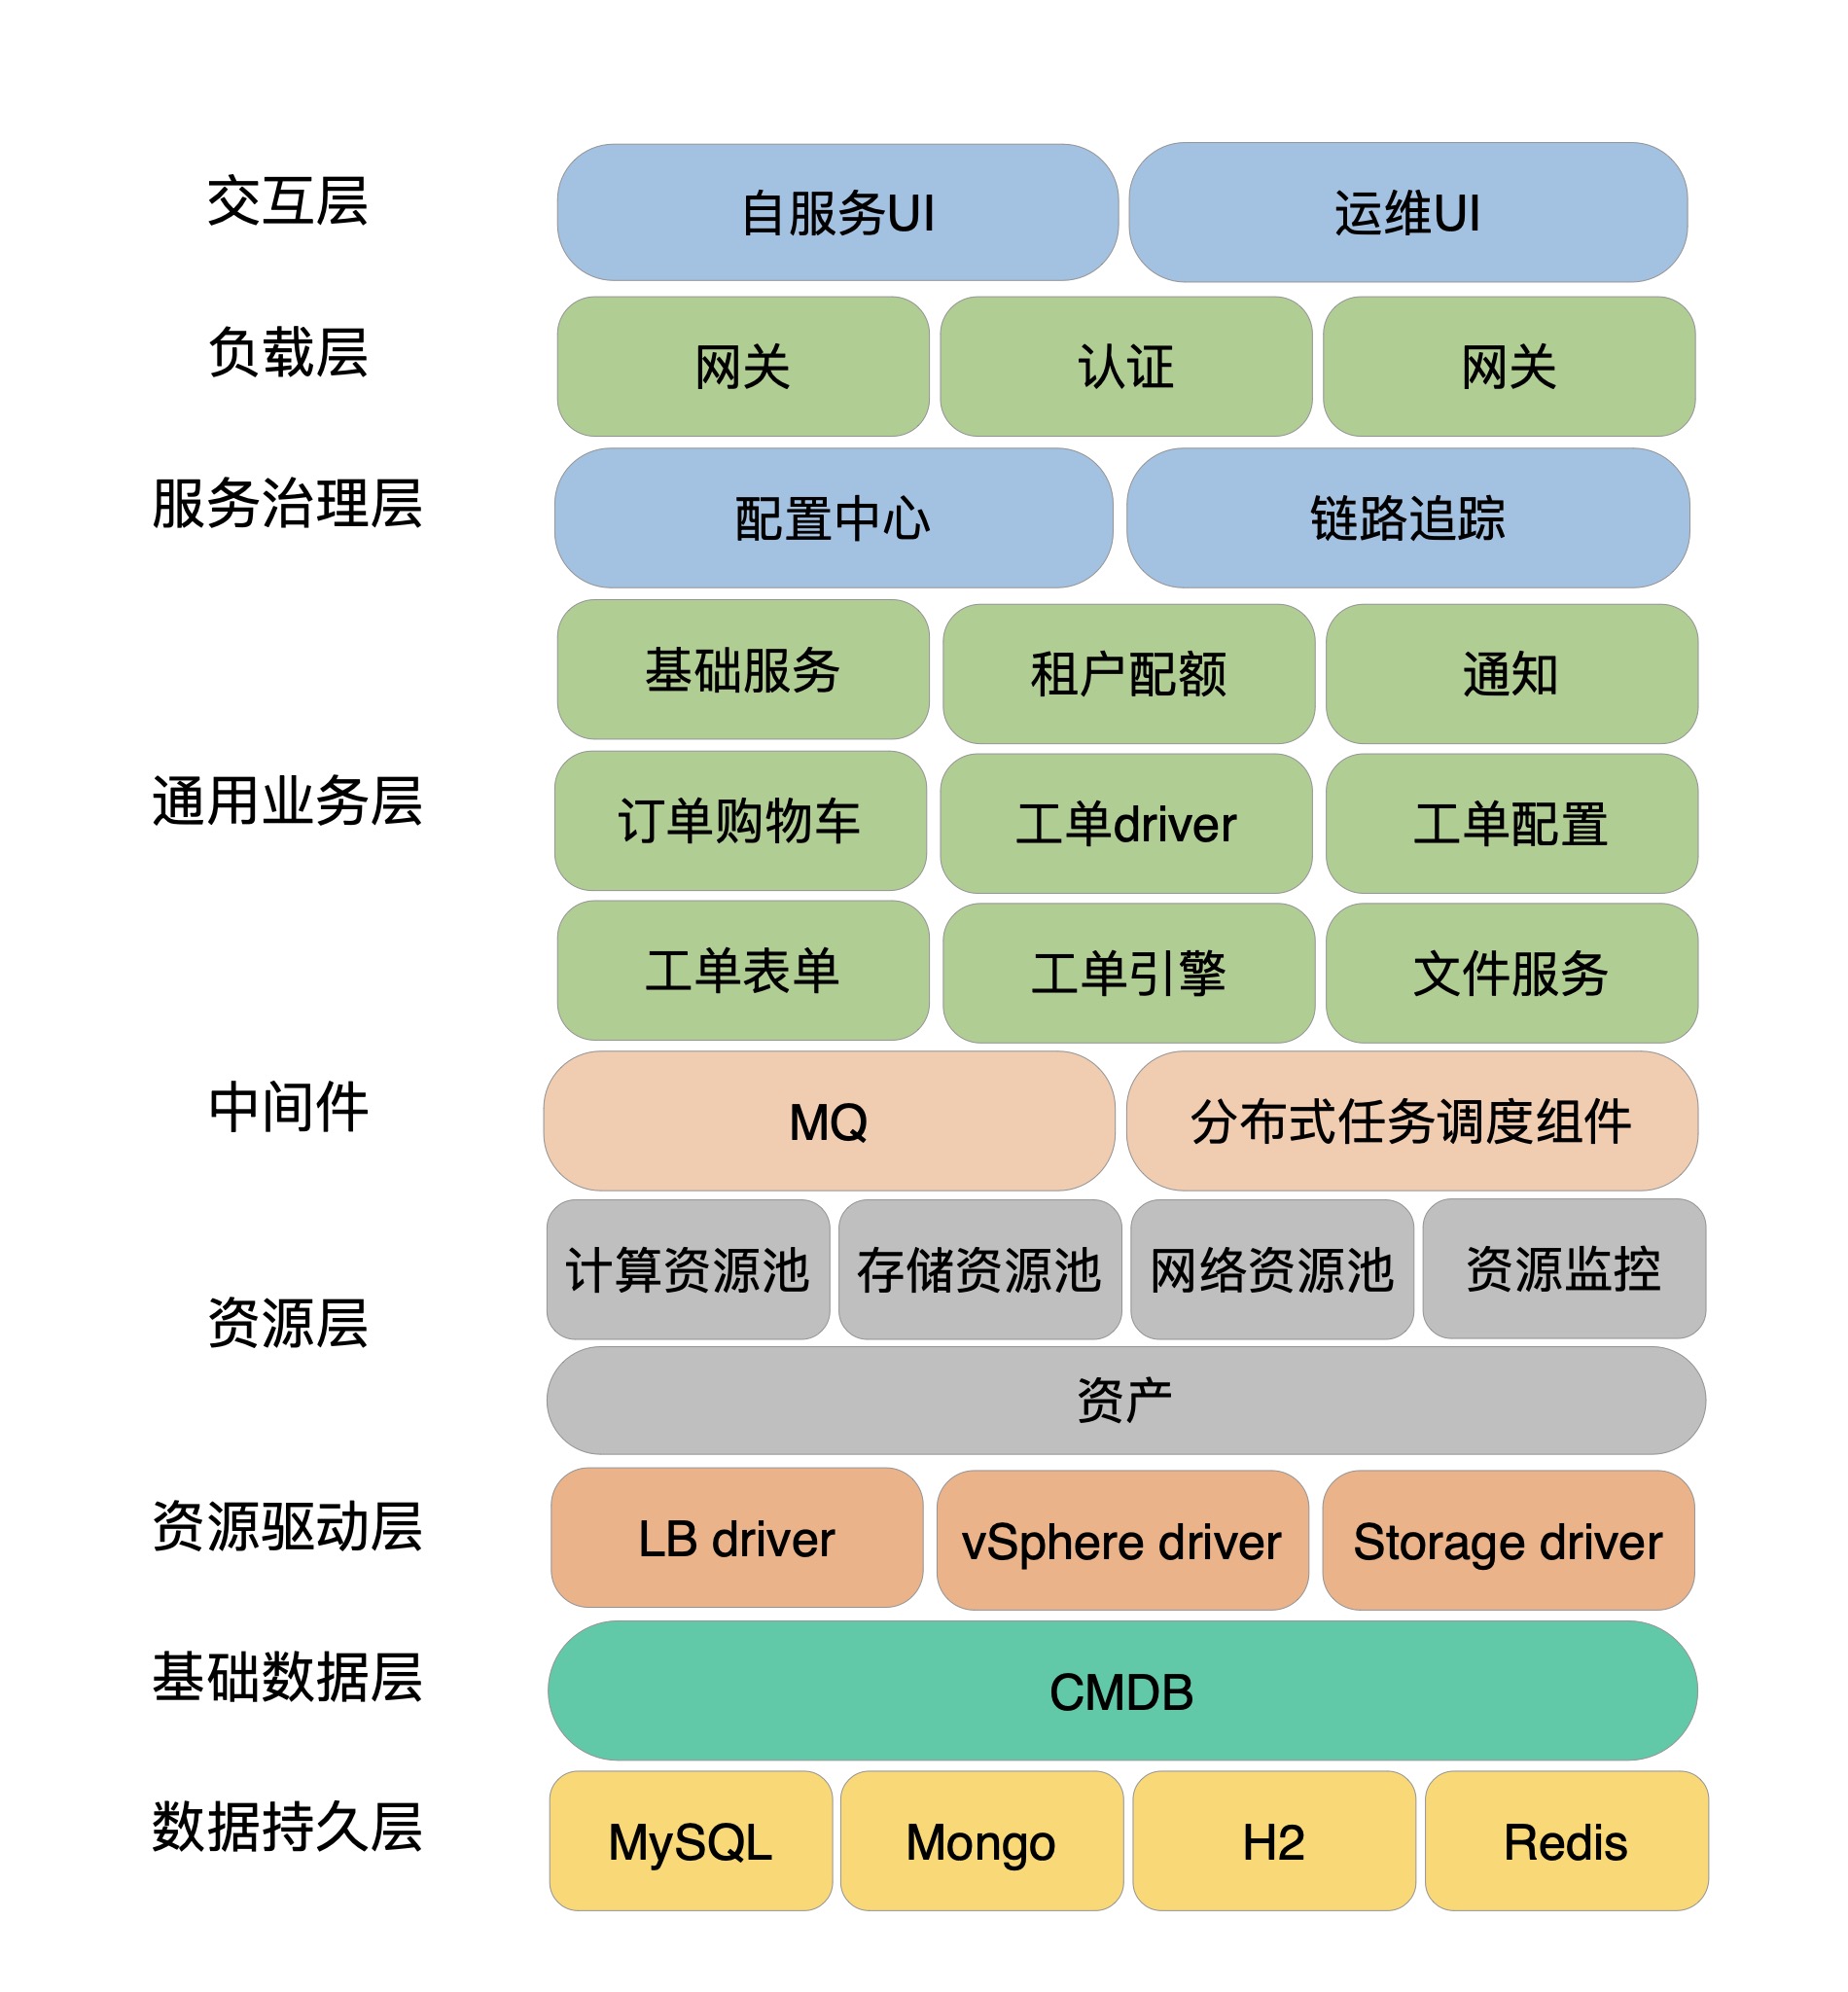 交互层
自服务UI
运维UI
负载层
网关
认证
网关
服务治理层
配置中心
链路追踪
基础服务
租户配额
通知
通用业务层
订单购物车
工单driver
工单配置
工单表单
工单引擎
文件服务
中间件
MQ
分布式任务调度组件
资源层
计算资源池
存储资源池
网络资源池
资源监控
资产
资源驱动层
LB driver
vSphere driver
Storage driver
基础数据层
CMDB
数据持久层
MySQL
Mongo
H2
Redis